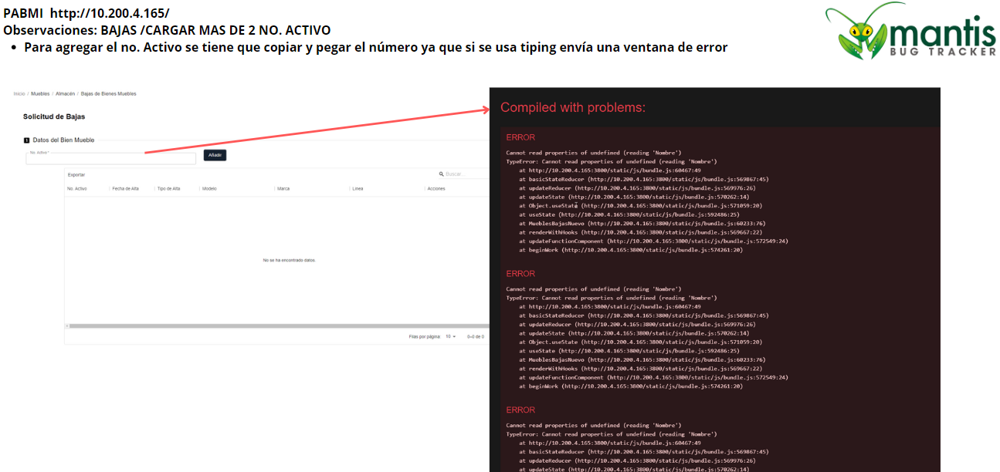 PABMI http://10.200.4.165/
Observaciones: BAJAS /CARGAR MAS DE 2 NO. ACTIVO
• Para agregar el no. Activo se tiene que copiar y pegar el número ya que si se usa tiping envía una ventana de error
mantis
BUG TRACKER
Inicio / Muebles / Almacén / Bajas de Bienes Muebles
Solicitud de Bajas
1 Datos del Bien Mueble
No. Activo *
Añadir
Exportar
Buscar...
No. Activo Fecha de Alta Tipo de Alta Modelo Marca Linea Acciones
No se ha encontrado datos.
Filas por página: 10 0–0 de 0
Compiled with problems:
ERROR
Cannot read properties of undefined (reading 'Nombre')
TypeError: Cannot read properties of undefined (reading 'Nombre')
at http://10.200.4.165:3800/static/js/bundle.js:60467:49
at basicStateReducer (http://10.200.4.165:3800/static/js/bundle.js:569867:45)
at updateReducer (http://10.200.4.165:3800/static/js/bundle.js:569976:26)
at updateState (http://10.200.4.165:3800/static/js/bundle.js:570262:14)
at Object.useState (http://10.200.4.165:3800/static/js/bundle.js:571059:20)
at useState (http://10.200.4.165:3800/static/js/bundle.js:592486:25)
at MueblesBajasNuevo (http://10.200.4.165:3800/static/js/bundle.js:60233:76)
at renderWithHooks (http://10.200.4.165:3800/static/js/bundle.js:569667:22)
at updateFunctionComponent (http://10.200.4.165:3800/static/js/bundle.js:572549:24)
at beginWork (http://10.200.4.165:3800/static/js/bundle.js:574261:20)
ERROR
Cannot read properties of undefined (reading 'Nombre')
TypeError: Cannot read properties of undefined (reading 'Nombre')
at http://10.200.4.165:3800/static/js/bundle.js:60467:49
at basicStateReducer (http://10.200.4.165:3800/static/js/bundle.js:569867:45)
at updateReducer (http://10.200.4.165:3800/static/js/bundle.js:569976:26)
at updateState (http://10.200.4.165:3800/static/js/bundle.js:570262:14)
at Object.useState (http://10.200.4.165:3800/static/js/bundle.js:571059:20)
at useState (http://10.200.4.165:3800/static/js/bundle.js:592486:25)
at MueblesBajasNuevo (http://10.200.4.165:3800/static/js/bundle.js:60233:76)
at renderWithHooks (http://10.200.4.165:3800/static/js/bundle.js:569667:22)
at updateFunctionComponent (http://10.200.4.165:3800/static/js/bundle.js:572549:24)
at beginWork (http://10.200.4.165:3800/static/js/bundle.js:574261:20)
ERROR
Cannot read properties of undefined (reading 'Nombre')
TypeError: Cannot read properties of undefined (reading 'Nombre')
at http://10.200.4.165:3800/static/js/bundle.js:60467:49
at basicStateReducer (http://10.200.4.165:3800/static/js/bundle.js:569867:45)
at updateReducer (http://10.200.4.165:3800/static/js/bundle.js:569976:26)
at updateState (http://10.200.4.165:3800/static/js/bundle.js:570262:14)